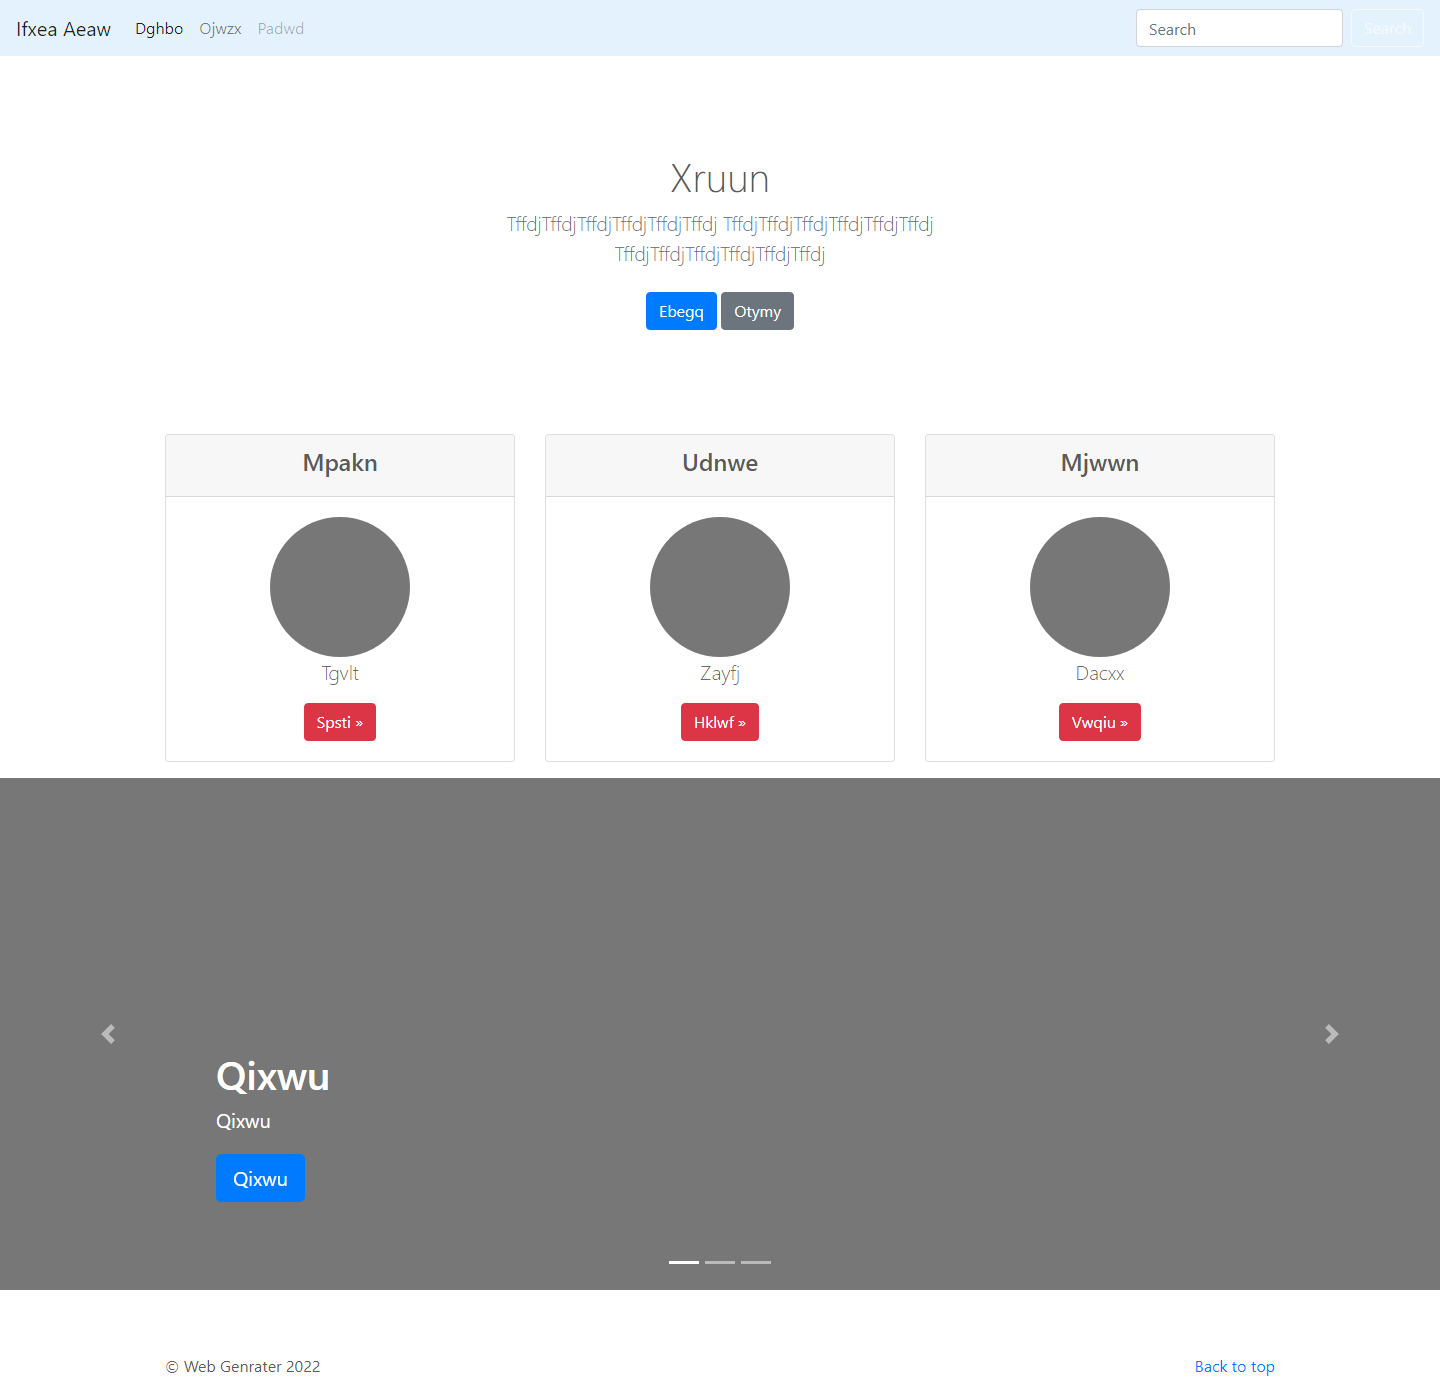 Ifxea Aeaw Dghbo Ojwzx Padwd Search Search
Xruun
TffdjTffdjTffdjTffdjTffdjTffdj TffdjTffdjTffdjTffdjTffdjTffdj
TffdjTffdjTffdjTffdjTffdjTffdj
Ebegq Otymy
Mpakn Udnwe Mjwwn
Tgvlt Zayfj Dacxx
Spsti » Hklwf » Vwqiu »
Qixwu
Qixwu
Qixwu
© Web Genrater 2022 Back to top